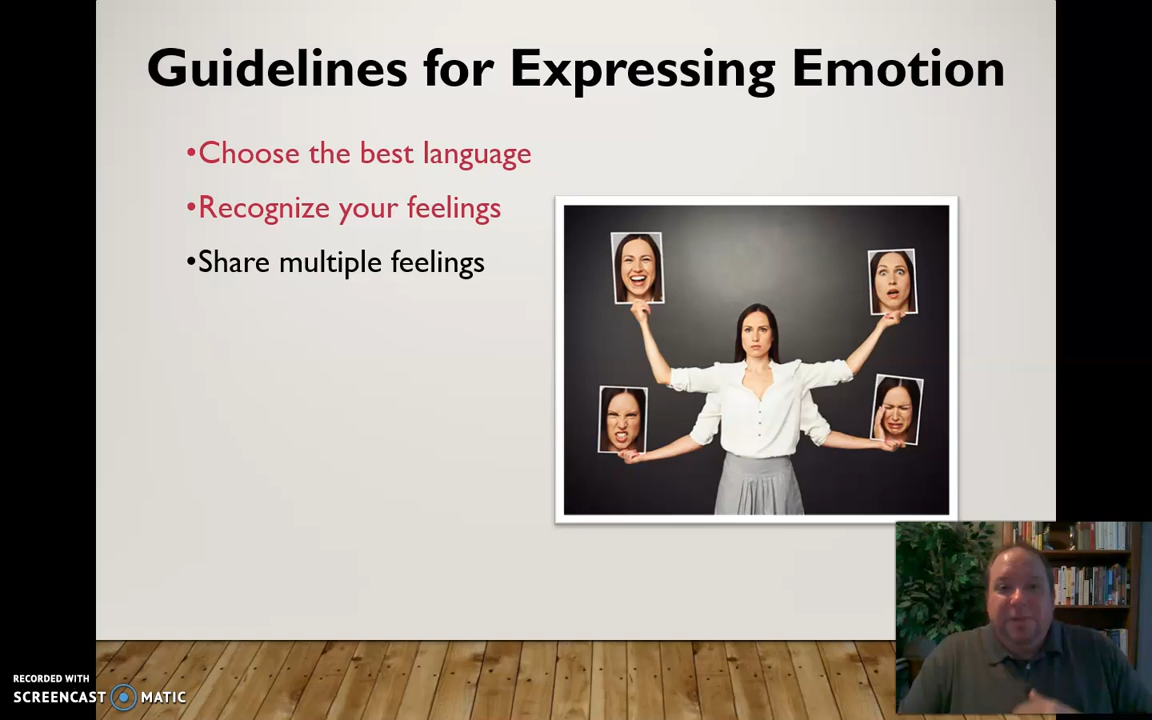 Guidelines for Expressing Emotion
•Choose the best language
•Recognize your feelings
•Share multiple feelings
RECORDED WITH
SCREENCAST MATIC